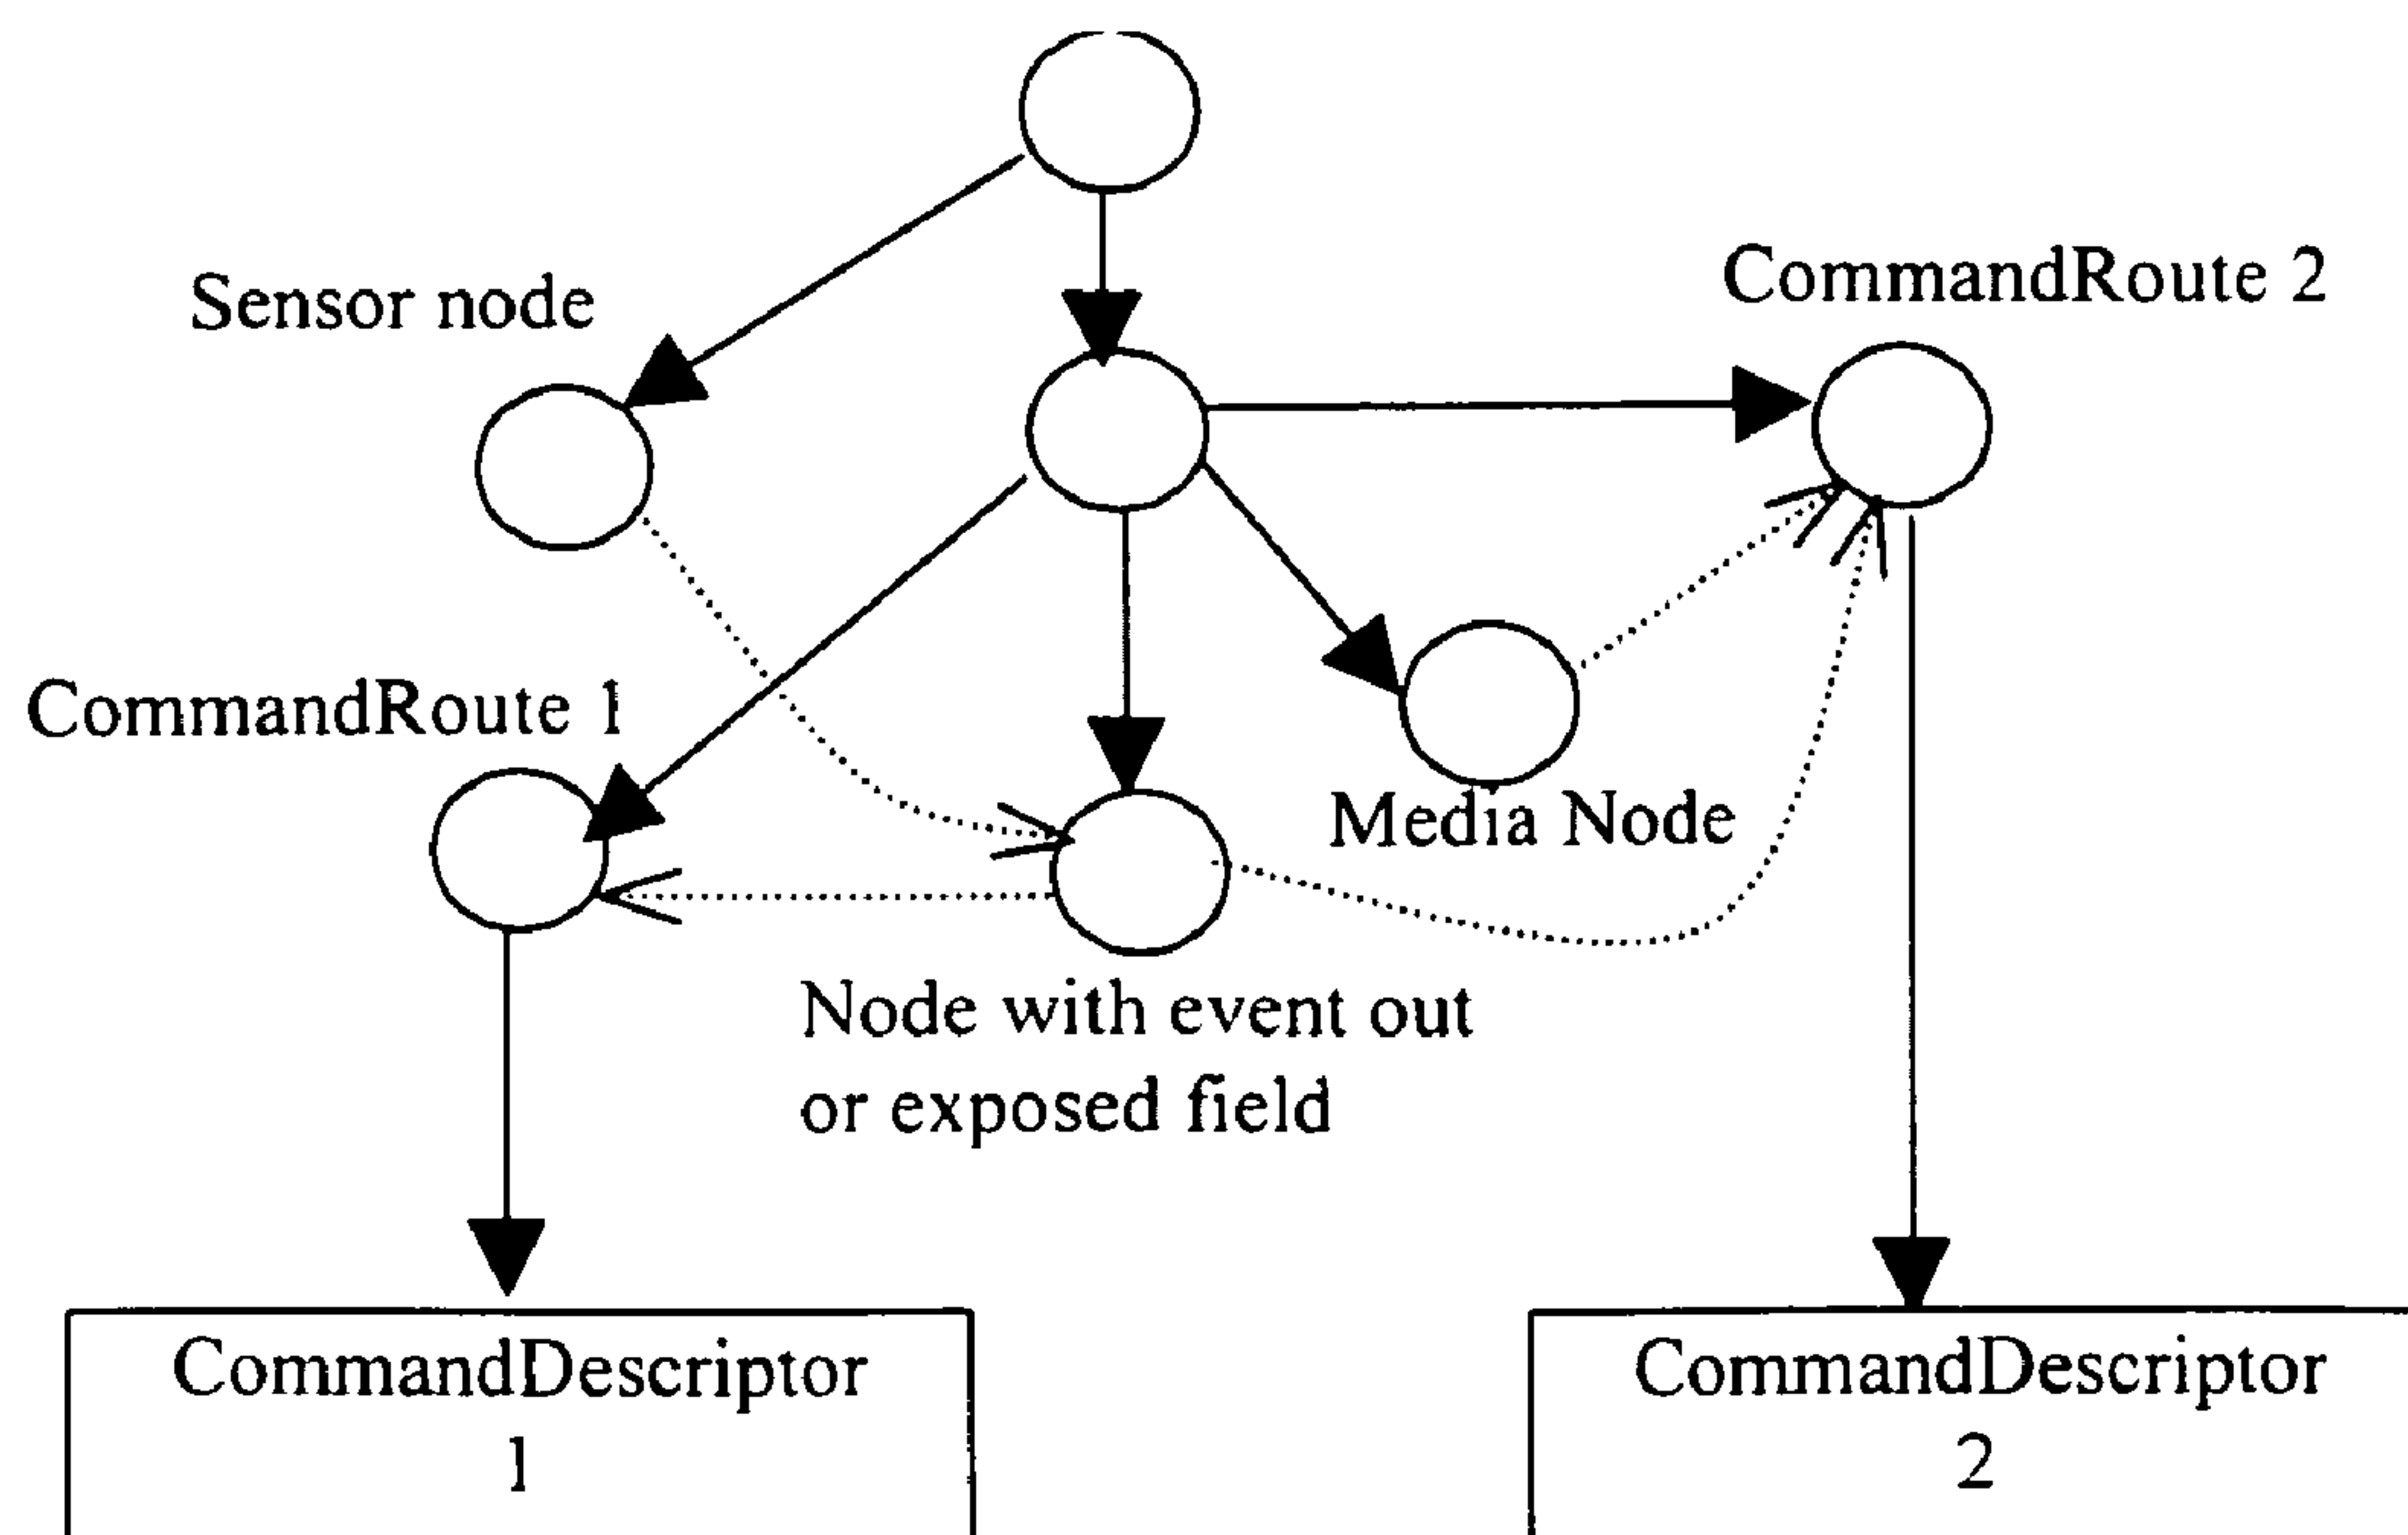 Sensor node
CommandRoute 2
CommandRoute 1
Media Node
Node with event out
or exposed field
CommandDescriptor
1
CommandDescriptor
2